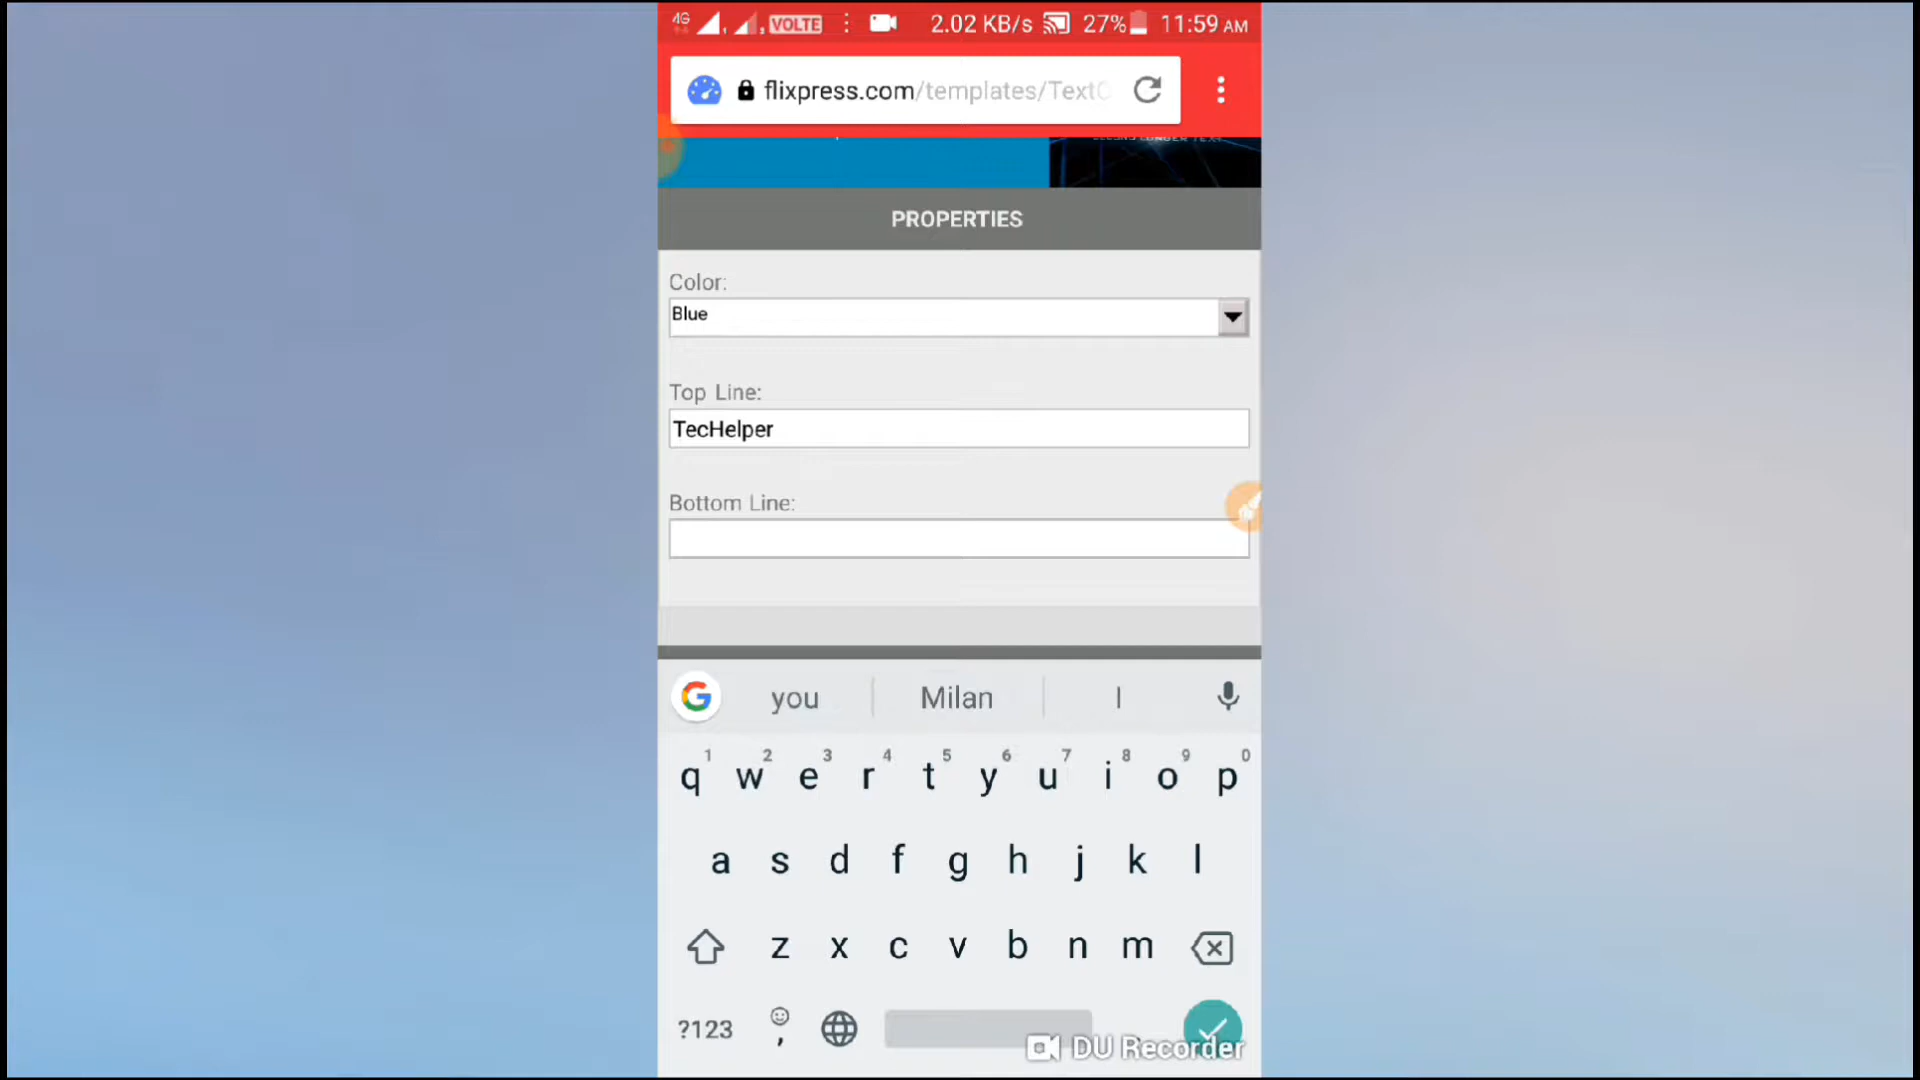 4G VOLTE 2.02 KB/s 27% 11:59 AM
flixpress.com/templates/TextO
PROPERTIES
Color:
Blue
Top Line:
TecHelper
Bottom Line:
you Milan I
1 2 3 4 5 6 7 8 9 0
q w e r t y u i o p
a s d f g h j k l
z x c v b n m
?123 ,
DU Recorder